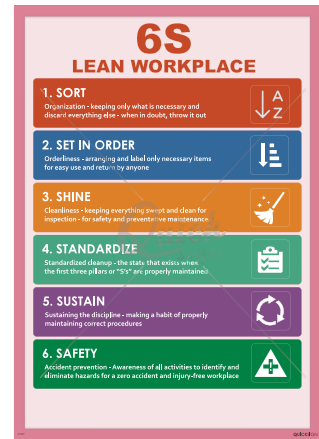 6S
LEAN WORKPLACE
1. SORT
Organization - keeping only what is necessary and
discard everything else - when in doubt, throw it out
A
Z
2. SET IN ORDER
Orderliness - arranging and label only necessary items
for easy use and return by anyone
3. SHINE
Cleanliness - keeping everything swept and clean for
inspection - for safety and preventative maintenance
4. STANDARDIZE
Standardized cleanup - the state that exists when
the first three pillars or "S's" are properly maintained
5. SUSTAIN
Sustaining the discipline - making a habit of properly
maintaining correct procedures
6. SAFETY
Accident prevention - Awareness of all activities to identify and
eliminate hazards for a zero accident and injury-free workplace